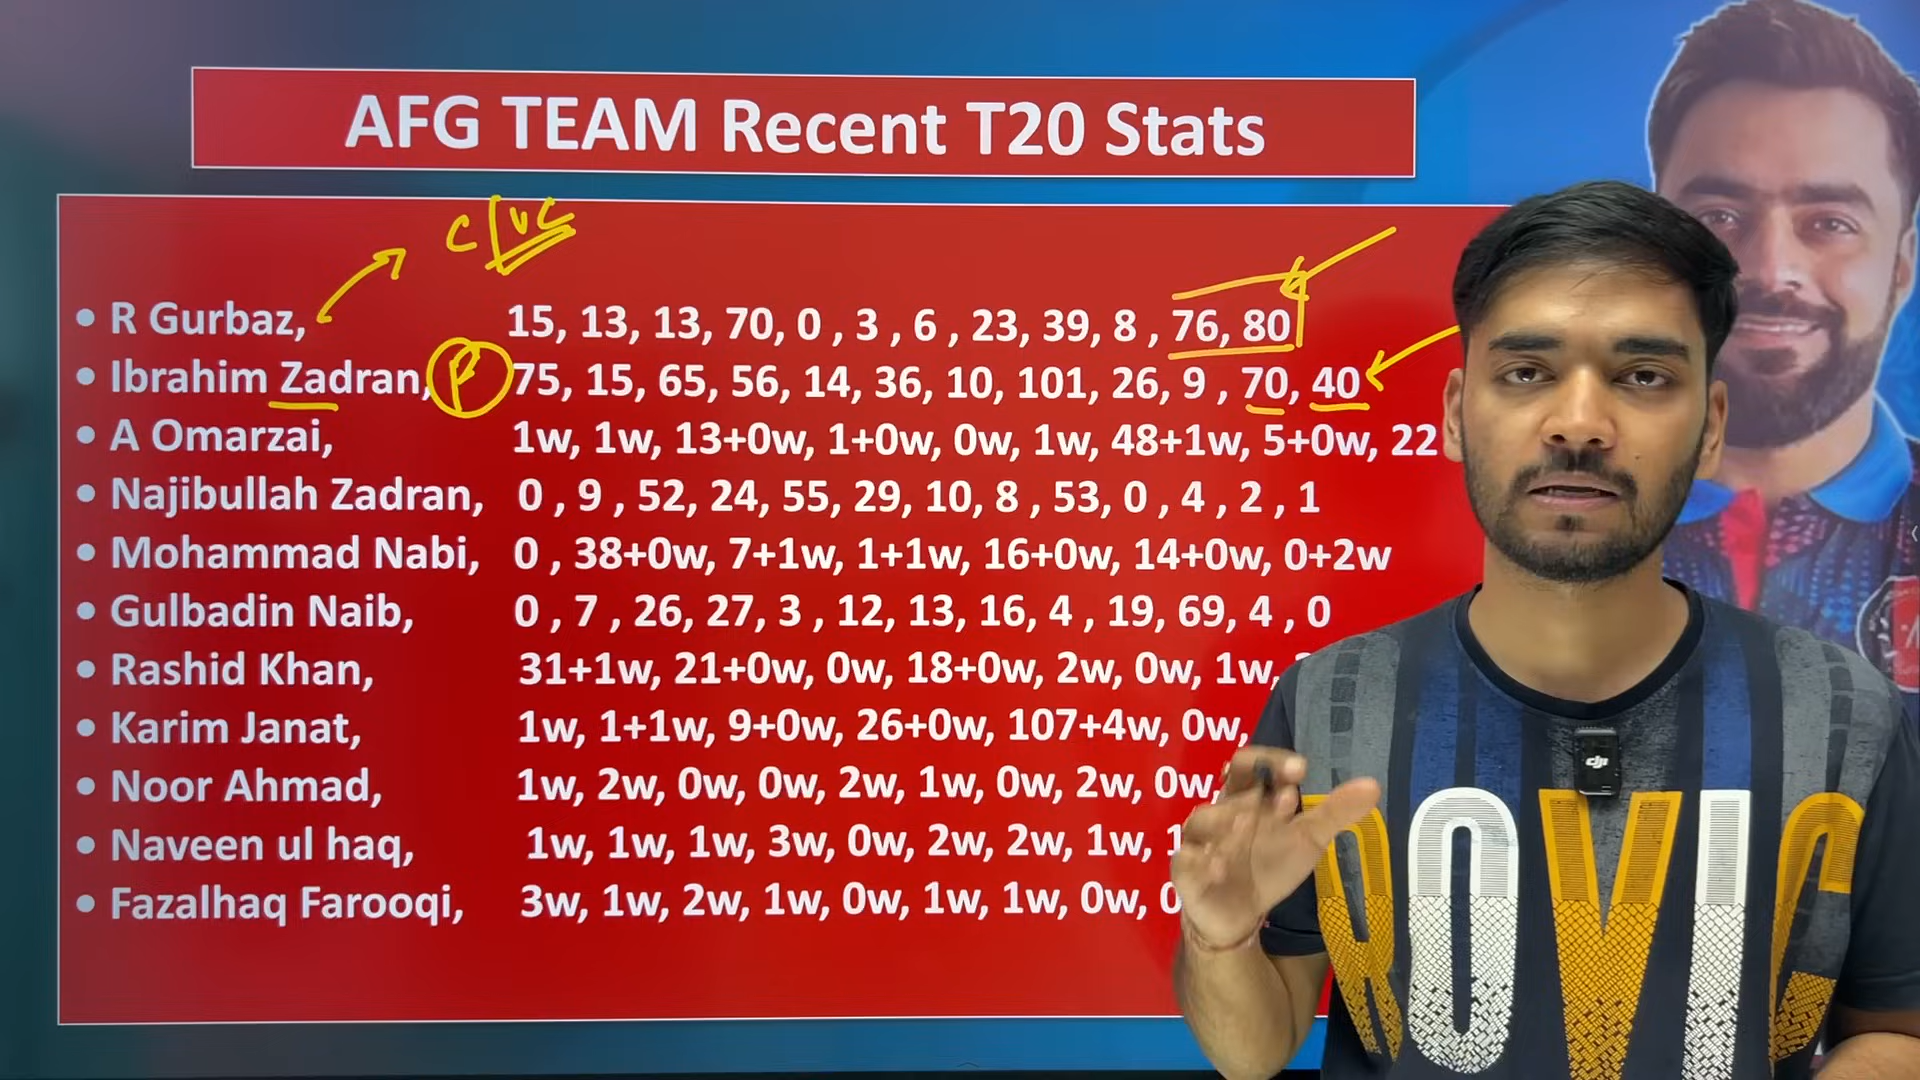 AFG TEAM Recent T20 Stats
C/VC
• R Gurbaz, 15, 13, 13, 70, 0 , 3 , 6 , 23, 39, 8 , 76, 80
• Ibrahim Zadran, P 75, 15, 65, 56, 14, 36, 10, 101, 26, 9 , 70, 40
• A Omarzai, 1w, 1w, 13+0w, 1+0w, 0w, 1w, 48+1w, 5+0w, 22
• Najibullah Zadran, 0 , 9 , 52, 24, 55, 29, 10, 8 , 53, 0 , 4 , 2 , 1
• Mohammad Nabi, 0 , 38+0w, 7+1w, 1+1w, 16+0w, 14+0w, 0+2w
• Gulbadin Naib, 0 , 7 , 26, 27, 3 , 12, 13, 16, 4 , 19, 69, 4 , 0
• Rashid Khan, 31+1w, 21+0w, 0w, 18+0w, 2w, 0w, 1w,
• Karim Janat, 1w, 1+1w, 9+0w, 26+0w, 107+4w, 0w,
• Noor Ahmad, 1w, 2w, 0w, 0w, 2w, 1w, 0w, 2w, 0w,
• Naveen ul haq, 1w, 1w, 1w, 3w, 0w, 2w, 2w, 1w,
• Fazalhaq Farooqi, 3w, 1w, 2w, 1w, 0w, 1w, 1w, 0w,
dji
ROVIC